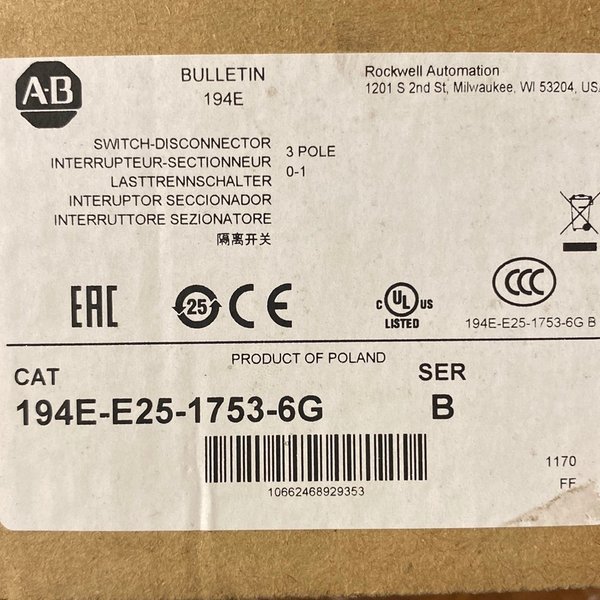 A-B
BULLETIN
194E
Rockwell Automation
1201 S 2nd St, Milwaukee, WI 53204, USA
SWITCH-DISCONNECTOR
INTERRUPTEUR-SECTIONNEUR
LASTTRENNSCHALTER
INTERUPTOR SECCIONADOR
INTERRUTTORE SEZIONATORE
隔离开关
3 POLE
0-1
EAC
25
CE
C UL US
LISTED
CCC
194E-E25-1753-6G B
PRODUCT OF POLAND
CAT
SER
194E-E25-1753-6G
B
10662468929353
1170